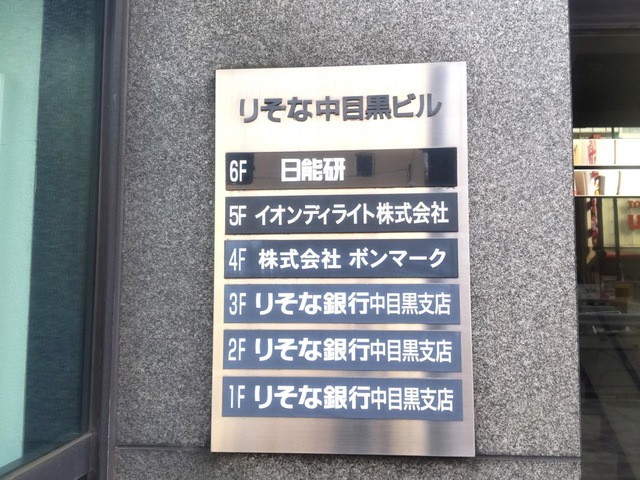 りそな中目黒ビル
6F 日能研
5F イオンディライト株式会社
4F 株式会社 ボンマーク
3F りそな銀行中目黒支店
2F りそな銀行中目黒支店
1F りそな銀行中目黒支店